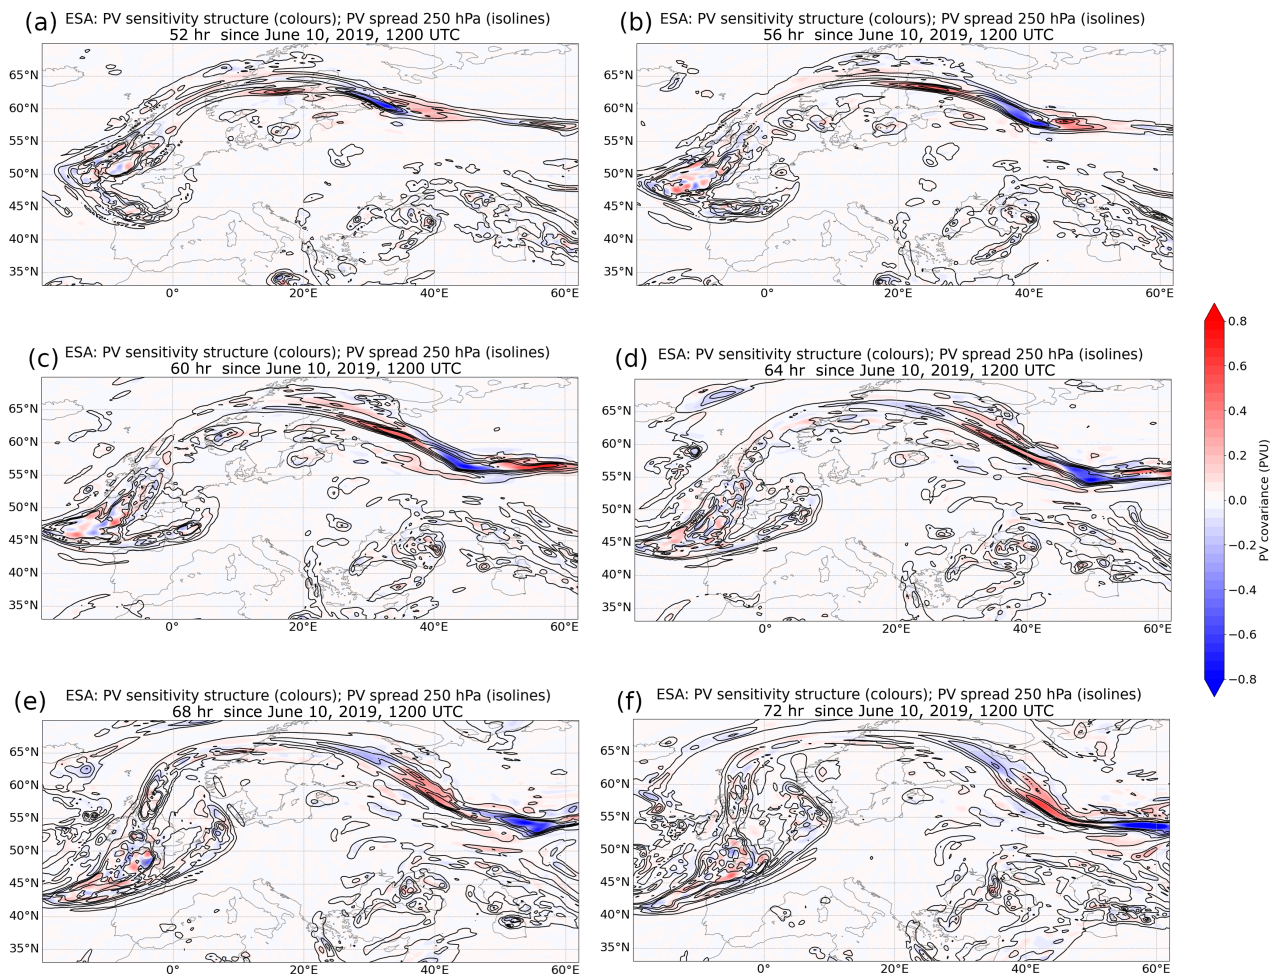 (a) ESA: PV sensitivity structure (colours); PV spread 250 hPa (isolines)
52 hr since June 10, 2019, 1200 UTC
65°N
60°N
55°N
50°N
45°N
40°N
35°N
0° 20°E 40°E 60°E
(b) ESA: PV sensitivity structure (colours); PV spread 250 hPa (isolines)
56 hr since June 10, 2019, 1200 UTC
65°N
60°N
55°N
50°N
45°N
40°N
35°N
0° 20°E 40°E 60°E
(c) ESA: PV sensitivity structure (colours); PV spread 250 hPa (isolines)
60 hr since June 10, 2019, 1200 UTC
65°N
60°N
55°N
50°N
45°N
40°N
35°N
0° 20°E 40°E 60°E
(d) ESA: PV sensitivity structure (colours); PV spread 250 hPa (isolines)
64 hr since June 10, 2019, 1200 UTC
65°N
60°N
55°N
50°N
45°N
40°N
35°N
0° 20°E 40°E 60°E
(e) ESA: PV sensitivity structure (colours); PV spread 250 hPa (isolines)
68 hr since June 10, 2019, 1200 UTC
65°N
60°N
55°N
50°N
45°N
40°N
35°N
0° 20°E 40°E 60°E
(f) ESA: PV sensitivity structure (colours); PV spread 250 hPa (isolines)
72 hr since June 10, 2019, 1200 UTC
65°N
60°N
55°N
50°N
45°N
40°N
35°N
0° 20°E 40°E 60°E
0.8
0.6
0.4
0.2
0.0
−0.2
−0.4
−0.6
−0.8
PV covariance (PVU)